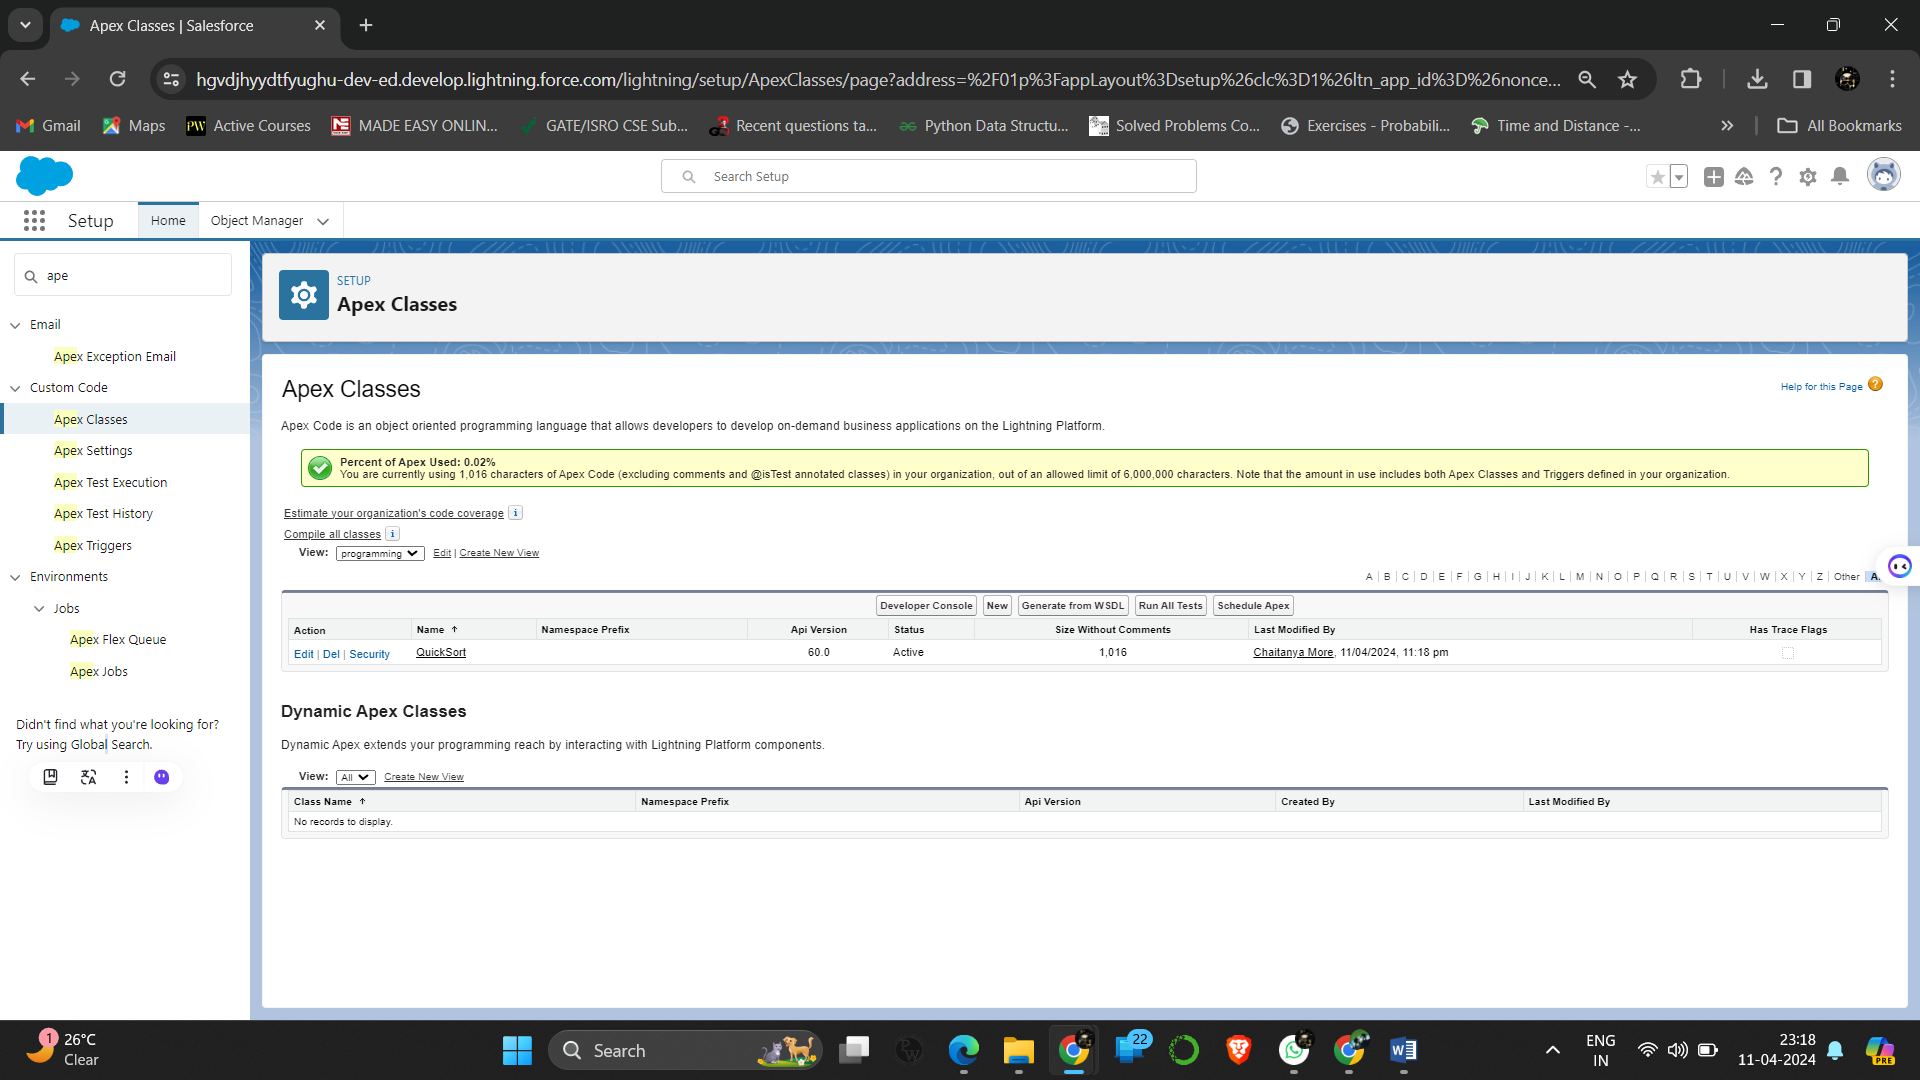 Apex Classes | Salesforce
hgvdjhyydtfyughu-dev-ed.develop.lightning.force.com/lightning/setup/ApexClasses/page?address=%2F01p%3FappLayout%3Dsetup%26clc%3D1%26ltn_app_id%3D%26nonce...
Gmail Maps Active Courses MADE EASY ONLIN... GATE/ISRO CSE Sub... Recent questions ta... Python Data Structu... Solved Problems Co... Exercises - Probabili... Time and Distance -... » All Bookmarks
Search Setup
Setup Home Object Manager
ape
Email
Apex Exception Email
Custom Code
Apex Classes
Apex Settings
Apex Test Execution
Apex Test History
Apex Triggers
Environments
Jobs
Apex Flex Queue
Apex Jobs
Didn't find what you're looking for?
Try using Global Search.
SETUP
Apex Classes
Apex Classes
Help for this Page ?
Apex Code is an object oriented programming language that allows developers to develop on-demand business applications on the Lightning Platform.
Percent of Apex Used: 0.02%
You are currently using 1,016 characters of Apex Code (excluding comments and @isTest annotated classes) in your organization, out of an allowed limit of 6,000,000 characters. Note that the amount in use includes both Apex Classes and Triggers defined in your organization.
Estimate your organization's code coverage i
Compile all classes i
View: programming Edit | Create New View
A | B | C | D | E | F | G | H | I | J | K | L | M | N | O | P | Q | R | S | T | U | V | W | X | Y | Z | Other
Developer Console New Generate from WSDL Run All Tests Schedule Apex
Action Name ↑ Namespace Prefix Api Version Status Size Without Comments Last Modified By Has Trace Flags
Edit | Del | Security QuickSort 60.0 Active 1,016 Chaitanya More, 11/04/2024, 11:18 pm
Dynamic Apex Classes
Dynamic Apex extends your programming reach by interacting with Lightning Platform components.
View: All Create New View
Class Name ↑ Namespace Prefix Api Version Created By Last Modified By
No records to display.
1 26°C
Clear
Search
22
ENG
IN
23:18
11-04-2024
PRE